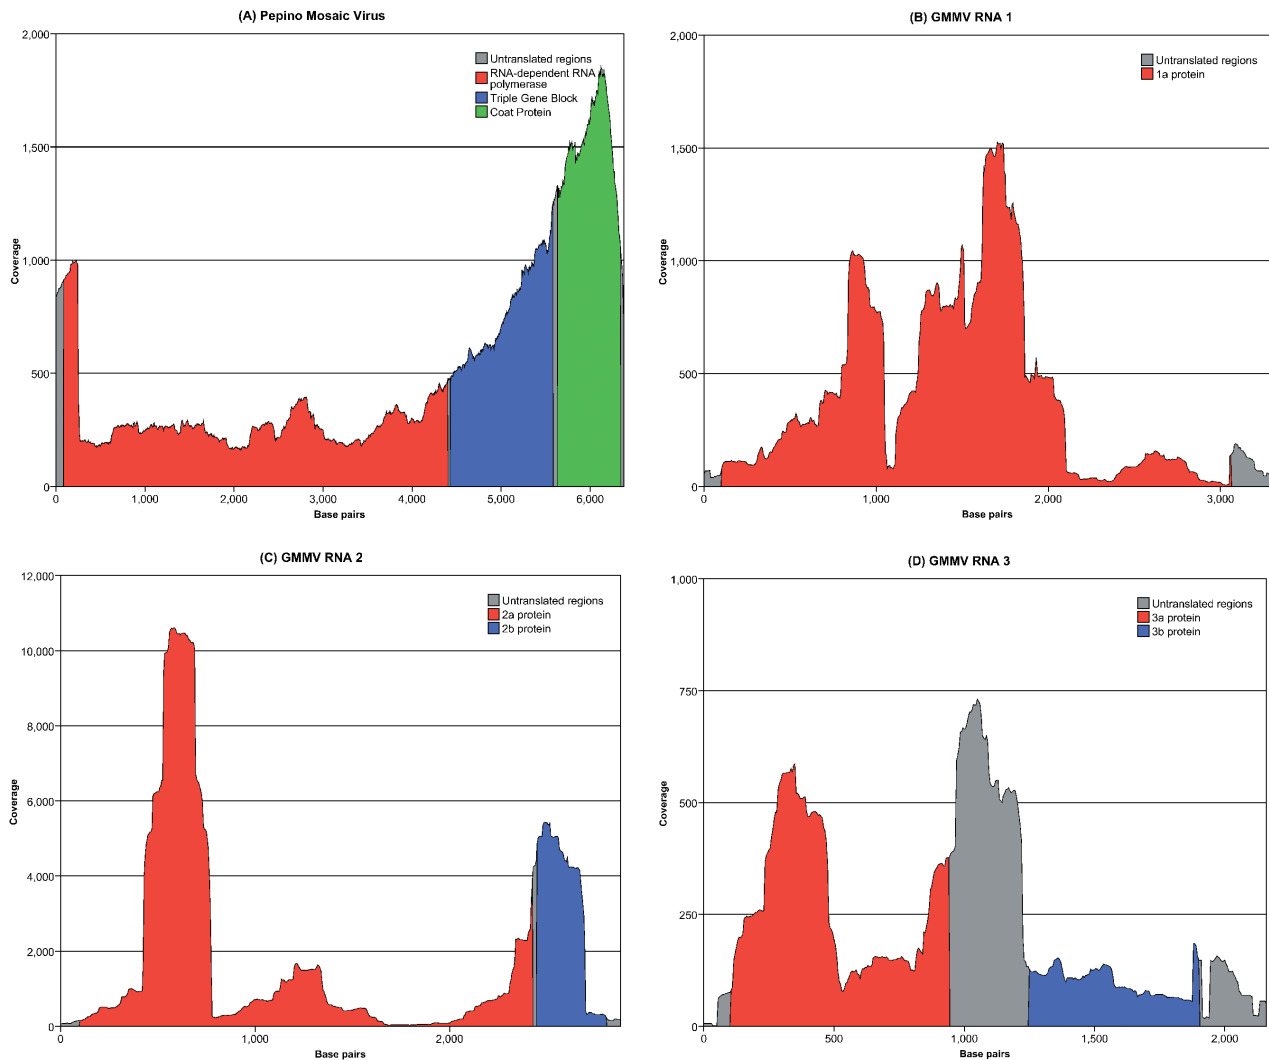 (A) Pepino Mosaic Virus
2,000
1,500
1,000
500
0
Coverage
Untranslated regions
RNA-dependent RNA
polymerase
Triple Gene Block
Coat Protein
0
1,000
2,000
3,000
4,000
5,000
6,000
Base pairs
(B) GMMV RNA 1
2,000
1,500
1,000
500
0
Coverage
Untranslated regions
1a protein
0
1,000
2,000
3,000
Base pairs
(C) GMMV RNA 2
12,000
10,000
8,000
6,000
4,000
2,000
0
Coverage
Untranslated regions
2a protein
2b protein
0
1,000
2,000
Base pairs
(D) GMMV RNA 3
1,000
750
500
250
0
Coverage
Untranslated regions
3a protein
3b protein
0
500
1,000
1,500
2,000
Base pairs